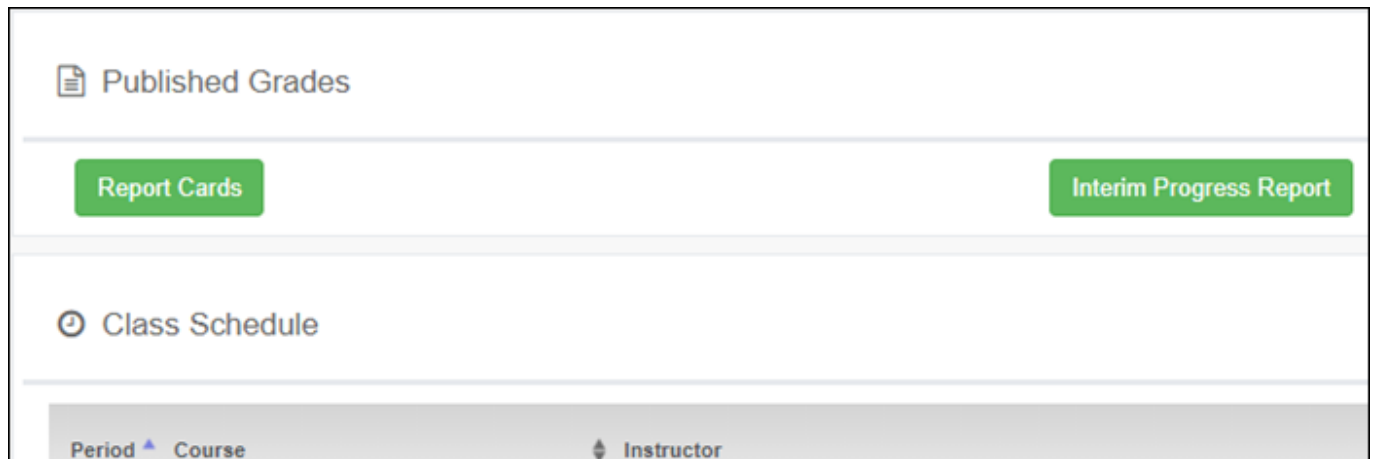 Published Grades
Report Cards Interim Progress Report
Class Schedule
Period Course Instructor